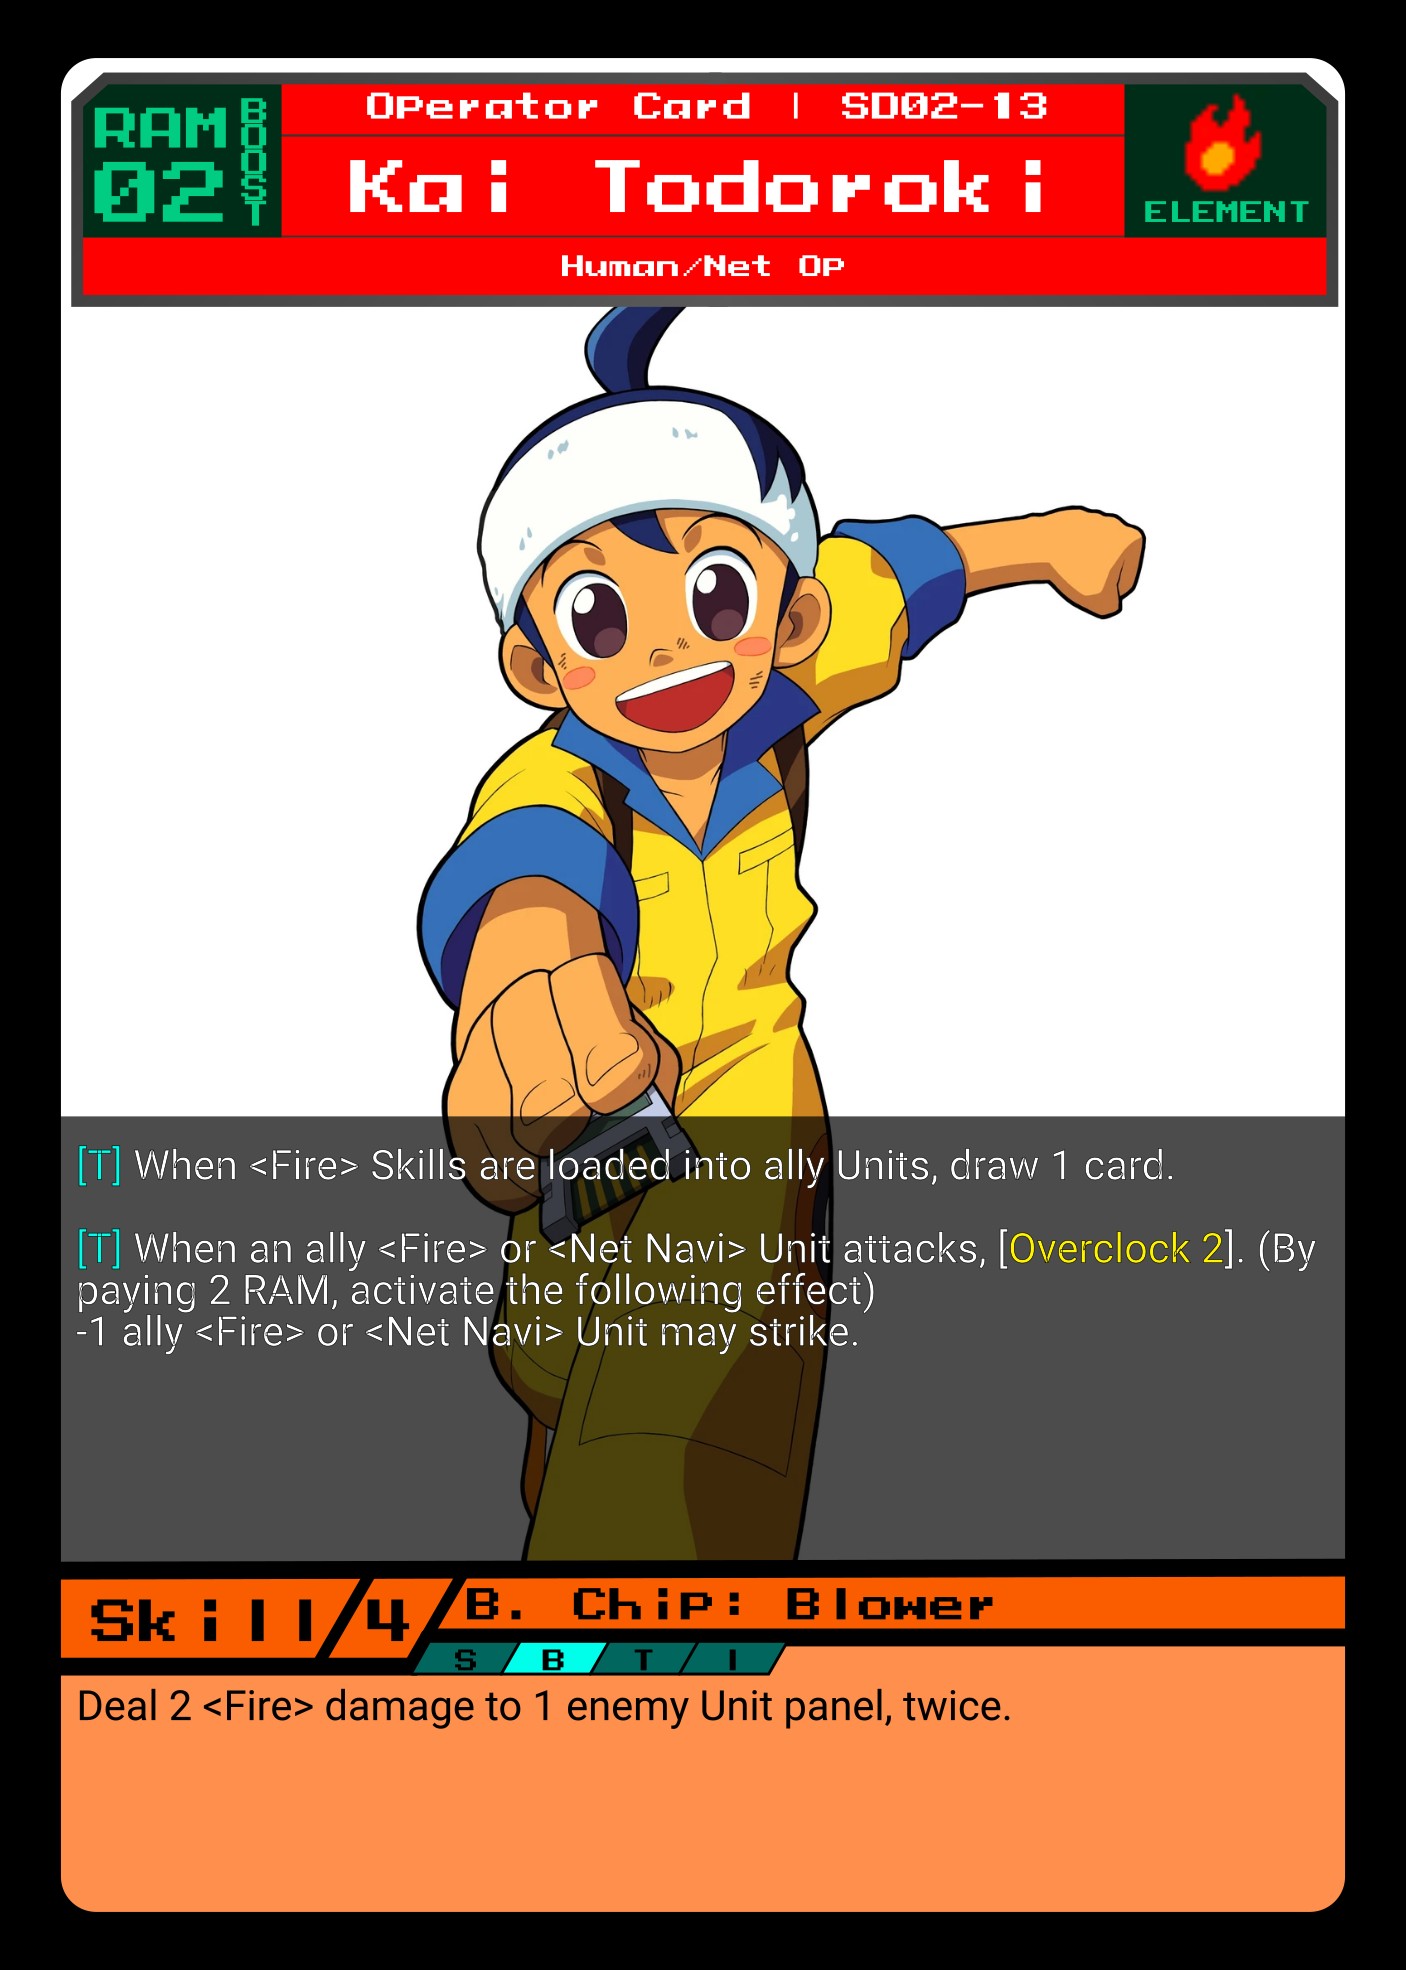 RAM
02
BOOST
Operator Card | SD02-13
Kai Todoroki
ELEMENT
Human/Net Op
[T] When <Fire> Skills are loaded into ally Units, draw 1 card.
[T] When an ally <Fire> or <Net Navi> Unit attacks, [Overclock 2]. (By
paying 2 RAM, activate the following effect)
-1 ally <Fire> or <Net Navi> Unit may strike.
Skill/4
B. Chip: Blower
S B T I
Deal 2 <Fire> damage to 1 enemy Unit panel, twice.